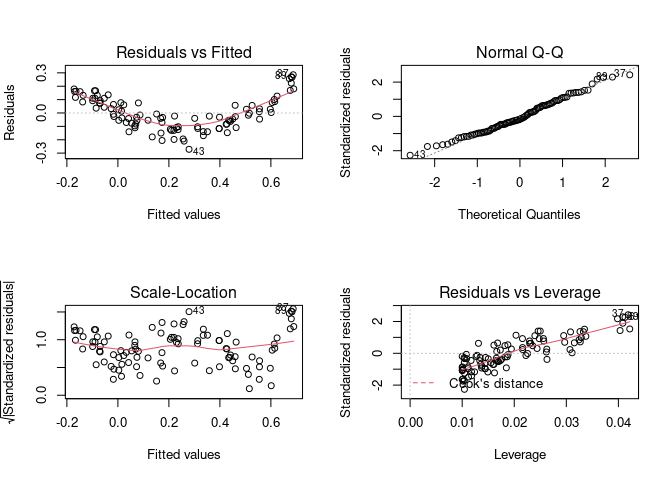 Residuals vs Fitted
Residuals
0.3
0.0
-0.3
37
43
-0.2 0.0 0.2 0.4 0.6
Fitted values
Normal Q-Q
Standardized residuals
2
1
0
-2
37
43
-2 -1 0 1 2
Theoretical Quantiles
Scale-Location
√|Standardized residuals|
1.0
0.0
43
-0.2 0.0 0.2 0.4 0.6
Fitted values
Residuals vs Leverage
Standardized residuals
2
0
-2
37
Cook's distance
0.00 0.01 0.02 0.03 0.04
Leverage